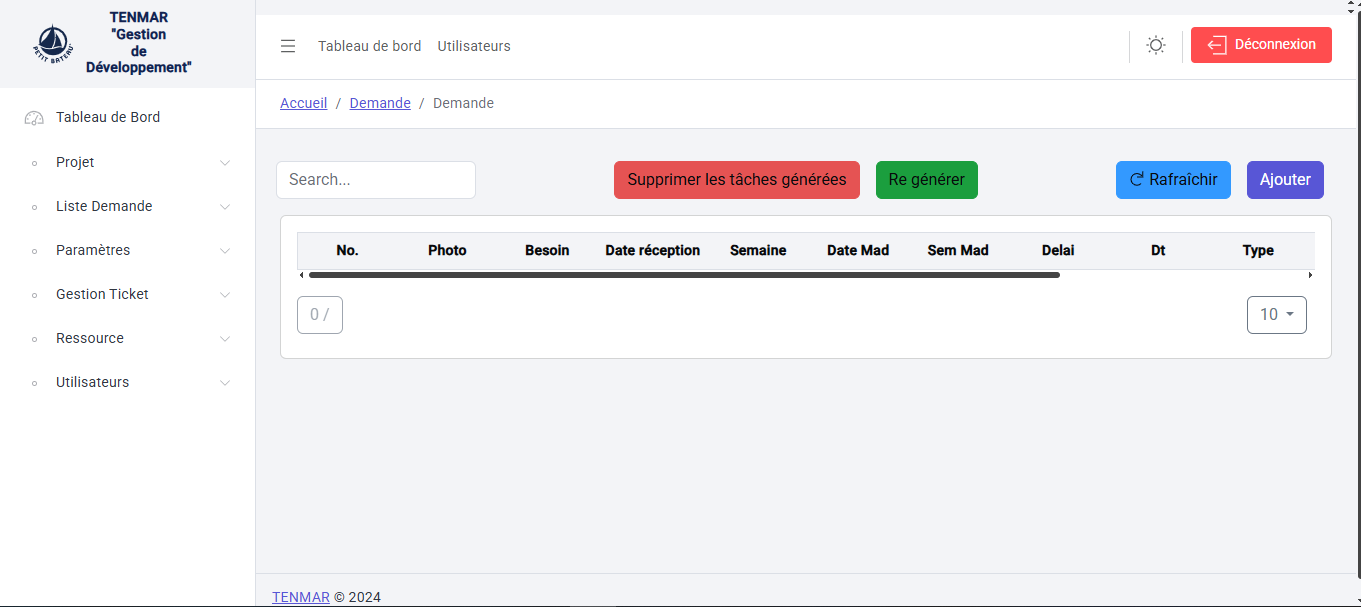 TENMAR
"Gestion
de
Développement"
PETIT BATEAU
Tableau de Bord
Projet
Liste Demande
Paramètres
Gestion Ticket
Ressource
Utilisateurs
Tableau de bord Utilisateurs
Déconnexion
Accueil / Demande / Demande
Search...
Supprimer les tâches générées
Re générer
Rafraîchir
Ajouter
No. Photo Besoin Date réception Semaine Date Mad Sem Mad Delai Dt Type
0 /
10
TENMAR © 2024